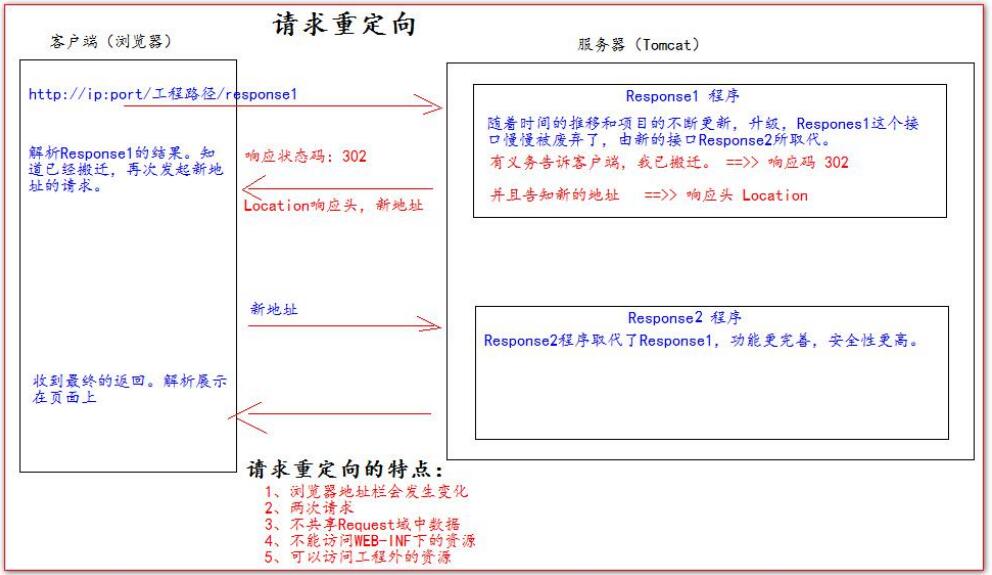 请求重定向
客户端（浏览器）
服务器（Tomcat）
http://ip:port/工程路径/response1
解析Response1的结果。知
道已经搬迁，再次发起新地
址的请求。
响应状态码：302
Location响应头，新地址
Response1 程序
随着时间的推移和项目的不断更新，升级，Respones1这个接
口慢慢被废弃了，由新的接口Response2所取代。
有义务告诉客户端，我已搬迁。 ==>> 响应码 302
并且告知新的地址 ==>> 响应头 Location
新地址
Response2 程序
Response2程序取代了Response1，功能更完善，安全性更高。
收到最终的返回。解析展示
在页面上
请求重定向的特点：
1、浏览器地址栏会发生变化
2、两次请求
3、不共享Request域中数据
4、不能访问WEB-INF下的资源
5、可以访问工程外的资源